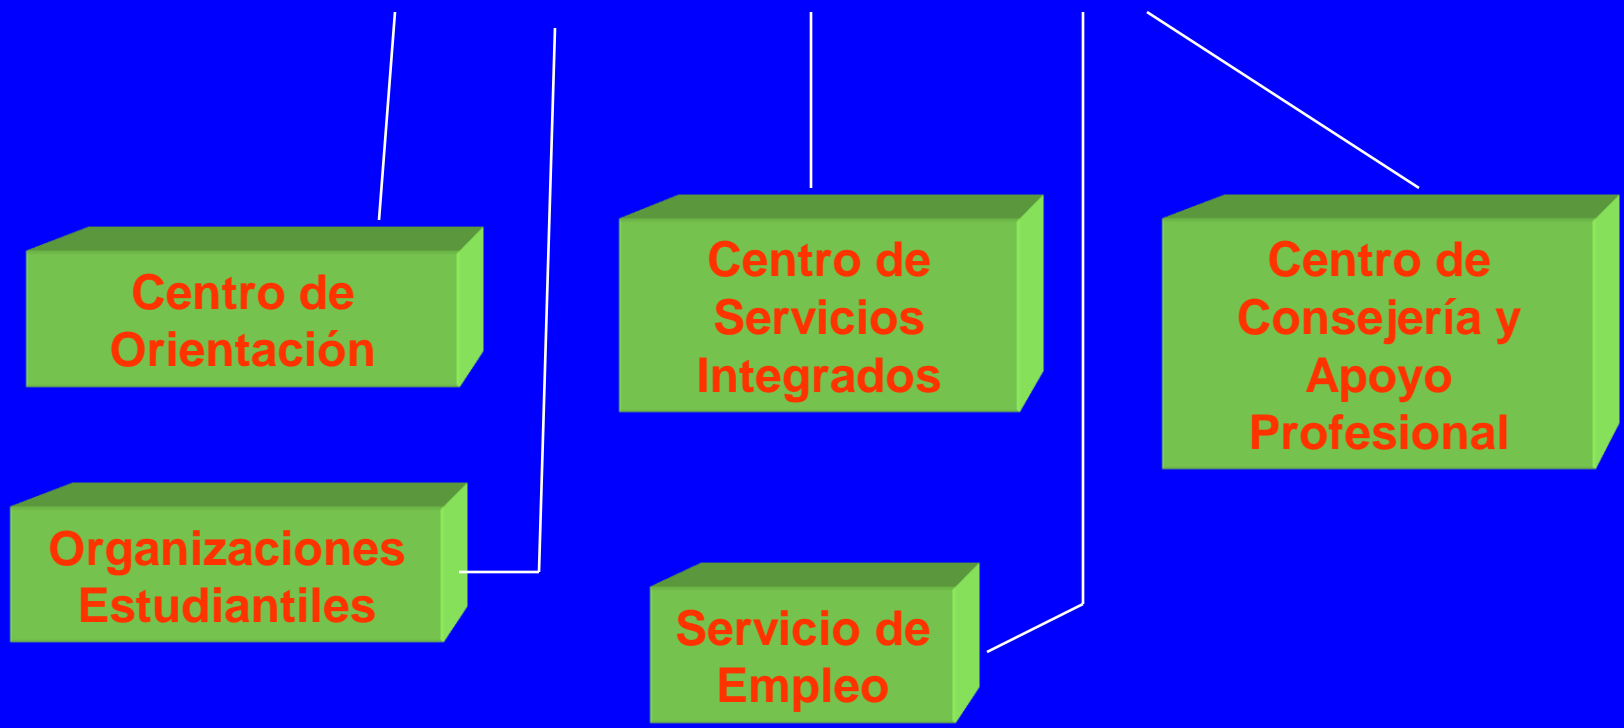 Centro de
Orientación
Centro de
Servicios
Integrados
Centro de
Consejería y
Apoyo
Profesional
Organizaciones
Estudiantiles
Servicio de
Empleo